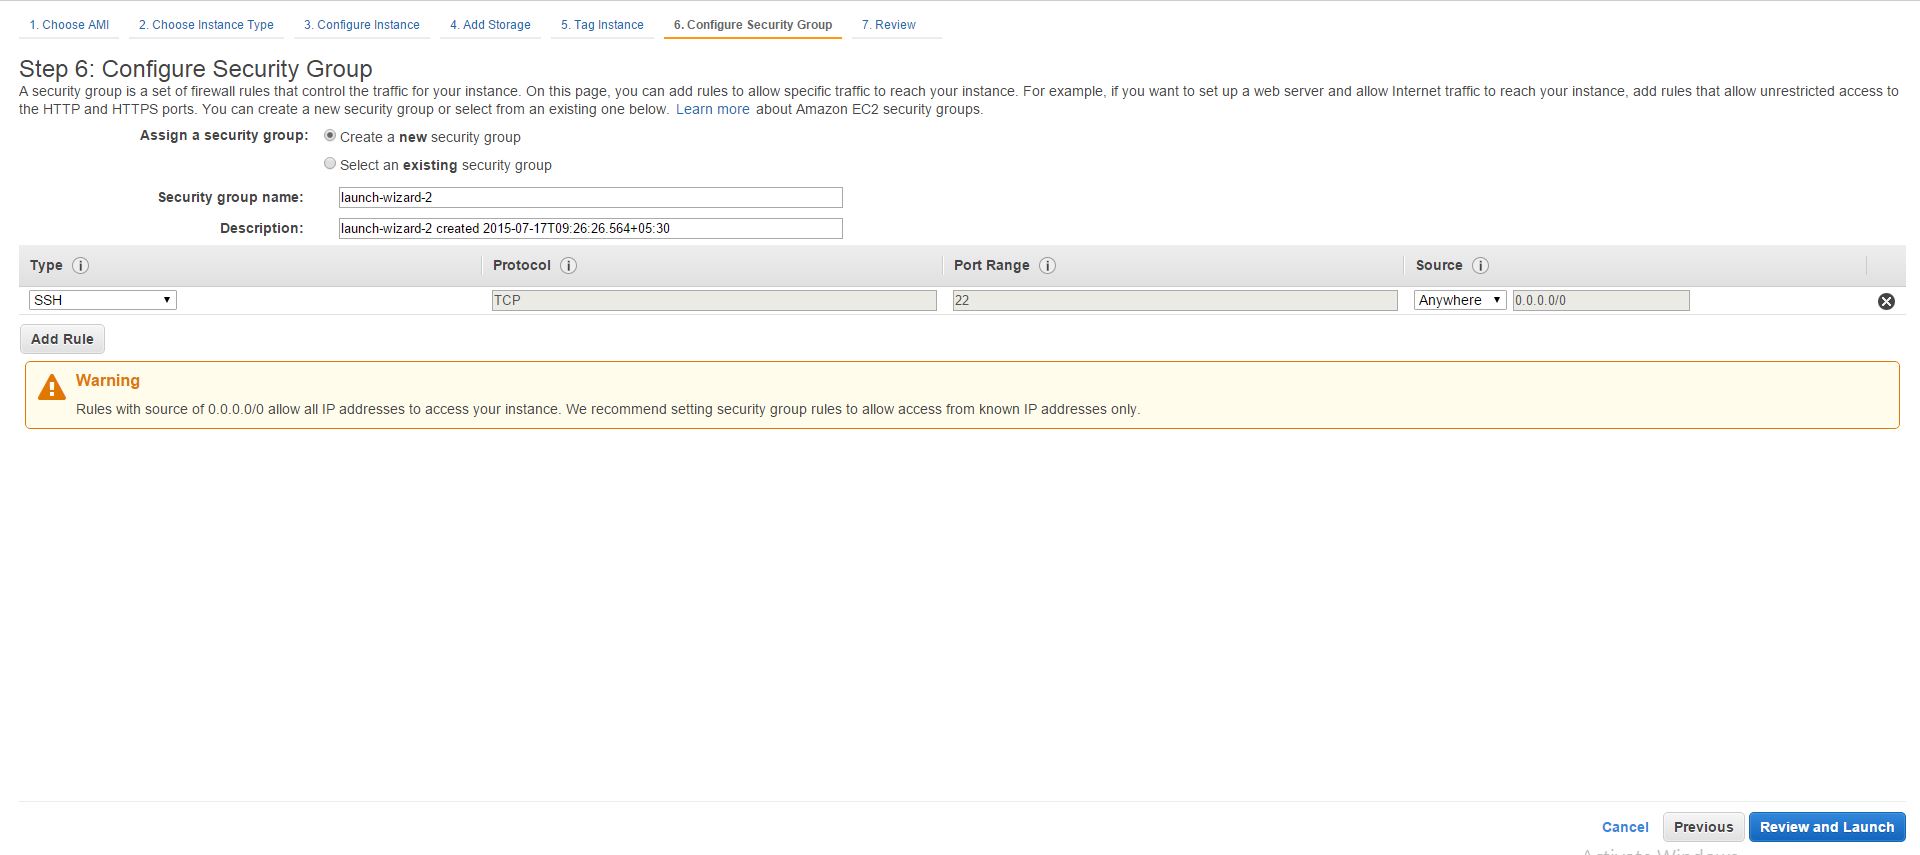 1. Choose AMI 2. Choose Instance Type 3. Configure Instance 4. Add Storage 5. Tag Instance 6. Configure Security Group 7. Review
Step 6: Configure Security Group
A security group is a set of firewall rules that control the traffic for your instance. On this page, you can add rules to allow specific traffic to reach your instance. For example, if you want to set up a web server and allow Internet traffic to reach your instance, add rules that allow unrestricted access to
the HTTP and HTTPS ports. You can create a new security group or select from an existing one below. Learn more about Amazon EC2 security groups.
Assign a security group: Create a new security group
Select an existing security group
Security group name: launch-wizard-2
Description: launch-wizard-2 created 2015-07-17T09:26:26.564+05:30
Type i Protocol i Port Range i Source i
SSH TCP 22 Anywhere 0.0.0.0/0
Add Rule
Warning
Rules with source of 0.0.0.0/0 allow all IP addresses to access your instance. We recommend setting security group rules to allow access from known IP addresses only.
Cancel Previous Review and Launch
Activate Windows